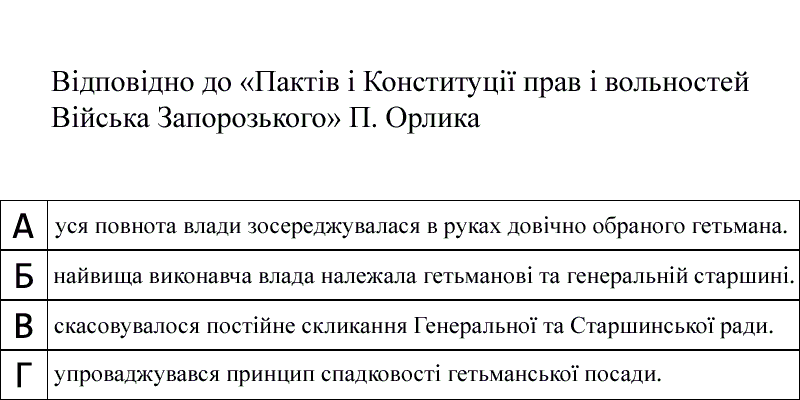 Відповідно до «Пактів і Конституції прав і вольностей
Війська Запорозького» П. Орлика
А уся повнота влади зосереджувалася в руках довічно обраного гетьмана.
Б найвища виконавча влада належала гетьманові та генеральній старшині.
В скасовувалося постійне скликання Генеральної та Старшинської ради.
Г упроваджувався принцип спадковості гетьманської посади.